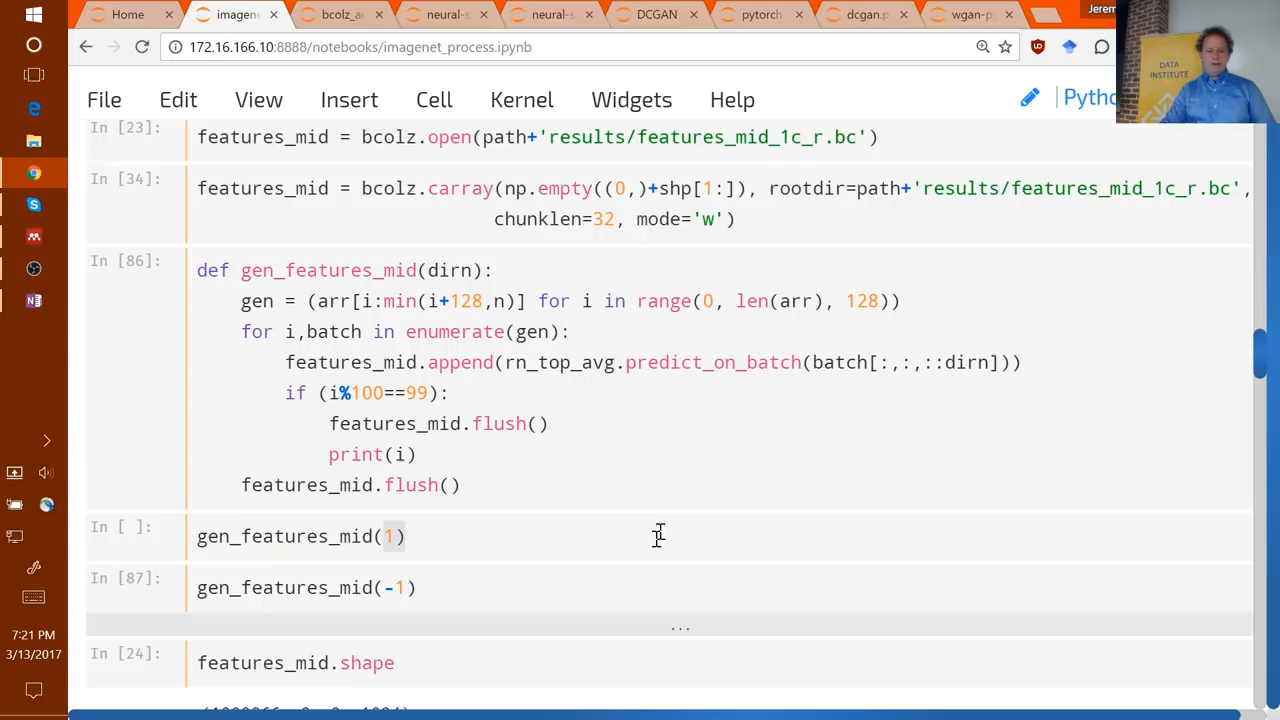 Home
imagene
bcolz_ar
neural-s
neural-s
DCGAN
pytorch
dcgan.p
wgan-py
Jerem
172.16.166.10:8888/notebooks/imagenet_process.ipynb
DATA
INSTITUTE
File Edit View Insert Cell Kernel Widgets Help
Pytho
In [23]:
features_mid = bcolz.open(path+'results/features_mid_1c_r.bc')
In [34]:
features_mid = bcolz.carray(np.empty((0,)+shp[1:]), rootdir=path+'results/features_mid_1c_r.bc',
chunklen=32, mode='w')
In [86]:
def gen_features_mid(dirn):
gen = (arr[i:min(i+128,n)] for i in range(0, len(arr), 128))
for i,batch in enumerate(gen):
features_mid.append(rn_top_avg.predict_on_batch(batch[:,:,::dirn]))
if (i%100==99):
features_mid.flush()
print(i)
features_mid.flush()
In [ ]:
gen_features_mid(1)
In [87]:
gen_features_mid(-1)
...
In [24]:
features_mid.shape
7:21 PM
3/13/2017